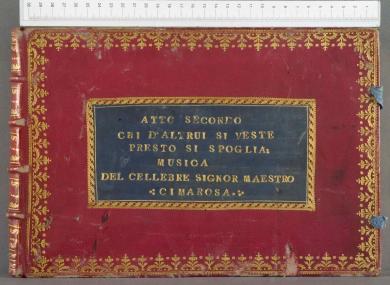 ATTO SECONDO
CHI D'ALTRUI SI VESTE
PRESTO SI SPOGLIA:
MUSICA
DEL CELLEBRE SIGNOR MAESTRO
CIMAROSA.